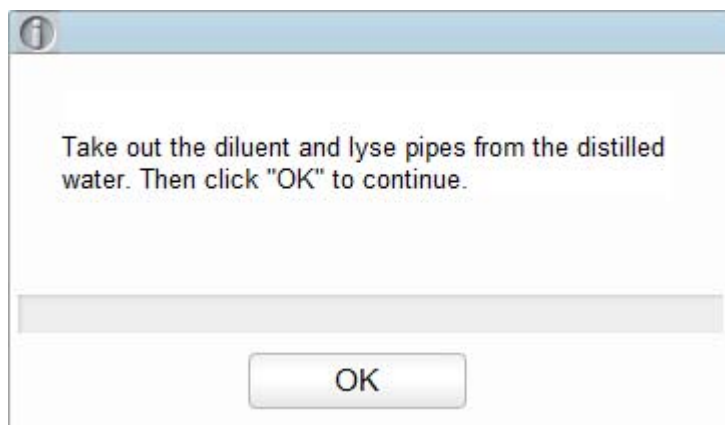 Take out the diluent and lyse pipes from the distilled
water. Then click "OK" to continue.
OK